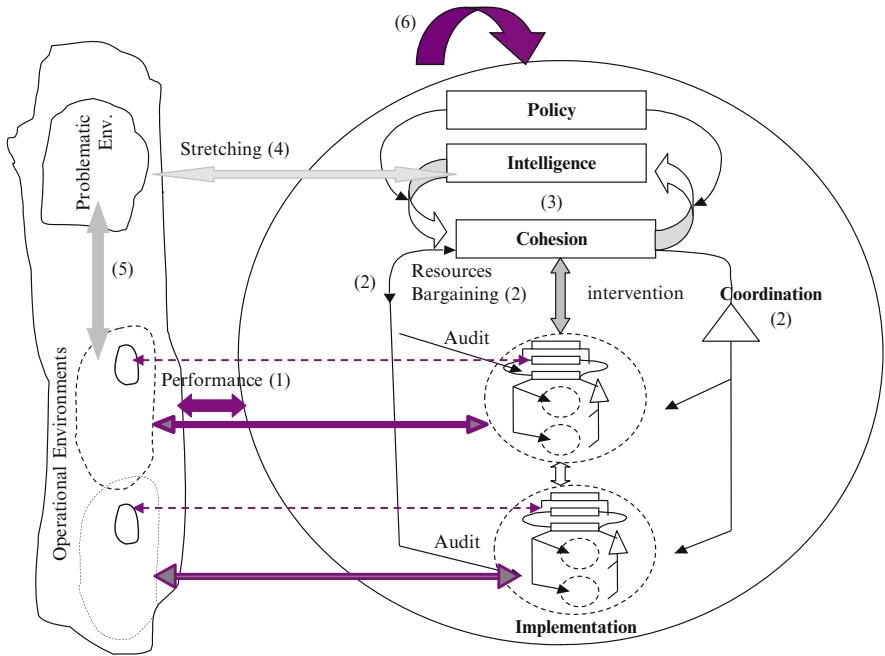 (6)
Policy
Problematic
Env.
Stretching (4)
Intelligence
(3)
Cohesion
(5)
(2)
Resources
Bargaining (2)
intervention
Coordination
(2)
Audit
Performance (1)
Operational Environments
Audit
Implementation